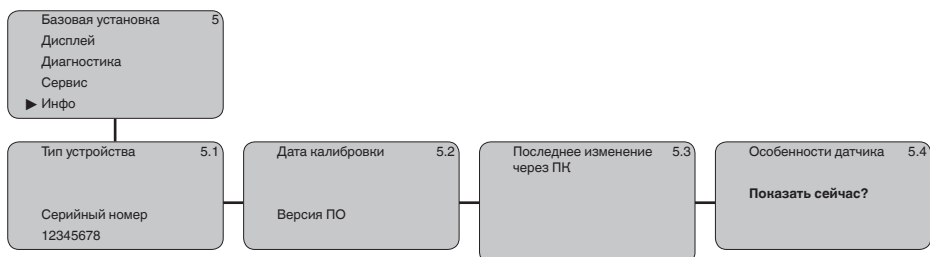 Базовая установка 5
Дисплей
Диагностика
Сервис
▶ Инфо
Тип устройства 5.1
Серийный номер
12345678
Дата калибровки 5.2
Версия ПО
Последнее изменение 5.3
через ПК
Особенности датчика 5.4
Показать сейчас?